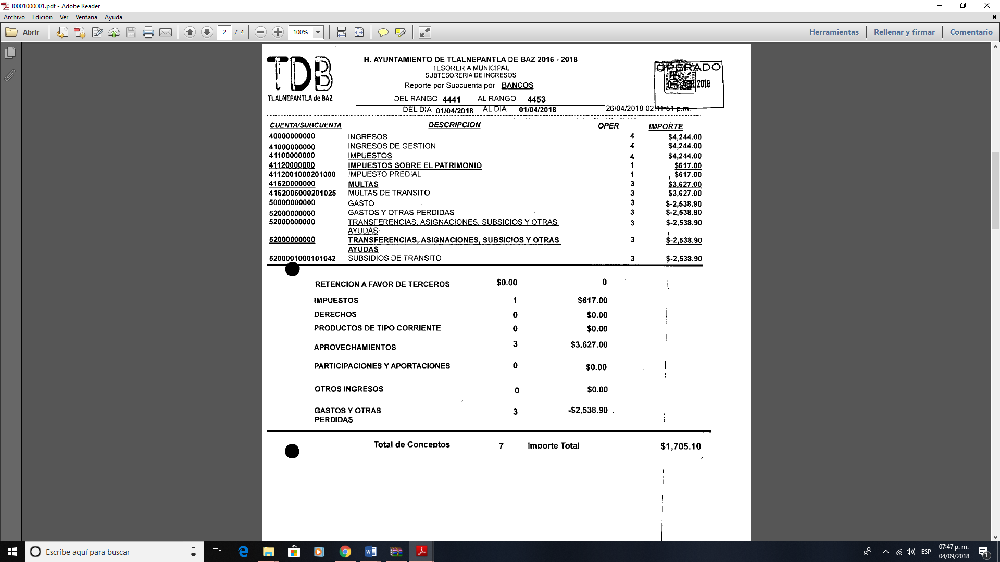 I0001000001.pdf - Adobe Reader
Archivo Edición Ver Ventana Ayuda
Abrir 2 / 4 100% Herramientas Rellenar y firmar Comentario
TDB
TLALNEPANTLA de BAZ
H. AYUNTAMIENTO DE TLALNEPANTLA DE BAZ 2016 - 2018
TESORERIA MUNICIPAL
SUBTESORERIA DE INGRESOS
Reporte por Subcuenta por BANCOS
OPERADO
ABR 2018
DEL RANGO 4441 AL RANGO 4453
DEL DIA 01/04/2018 AL DIA 01/04/2018 26/04/2018 02:11:51 p.m.
CUENTA/SUBCUENTA DESCRIPCION OPER IMPORTE
40000000000 INGRESOS 4 $4,244.00
41000000000 INGRESOS DE GESTION 4 $4,244.00
41100000000 IMPUESTOS 4 $4,244.00
41120000000 IMPUESTOS SOBRE EL PATRIMONIO 1 $617.00
4112001000201000 IMPUESTO PREDIAL 1 $617.00
41620000000 MULTAS 3 $3,627.00
4162006000201025 MULTAS DE TRANSITO 3 $3,627.00
50000000000 GASTO 3 $-2,538.90
52000000000 GASTOS Y OTRAS PERDIDAS 3 $-2,538.90
52000000000 TRANSFERENCIAS, ASIGNACIONES, SUBSICIOS Y OTRAS 3 $-2,538.90
AYUDAS
52000000000 TRANSFERENCIAS, ASIGNACIONES, SUBSICIOS Y OTRAS 3 $-2,538.90
AYUDAS
5200001000101042 SUBSIDIOS DE TRANSITO 3 $-2,538.90
RETENCION A FAVOR DE TERCEROS $0.00 0
IMPUESTOS 1 $617.00
DERECHOS 0 $0.00
PRODUCTOS DE TIPO CORRIENTE 0 $0.00
APROVECHAMIENTOS 3 $3,627.00
PARTICIPACIONES Y APORTACIONES 0 $0.00
OTROS INGRESOS 0 $0.00
GASTOS Y OTRAS 3 -$2,538.90
PERDIDAS
Total de Conceptos 7 Importe Total $1,705.10
1
Escribe aquí para buscar
ESP 07:47 p. m.
04/09/2018
1